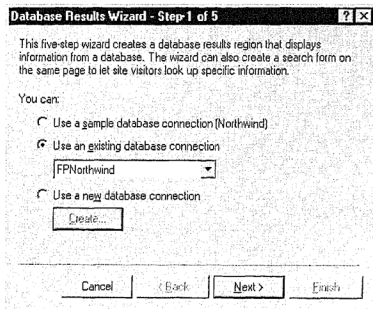 Database Results Wizard - Step 1 of 5
This five-step wizard creates a database results region that displays
information from a database. The wizard can also create a search form on
the same page to let site visitors look up specific information.
You can:
Use a sample database connection (Northwind)
Use an existing database connection
FPNorthwind
Use a new database connection
Create...
Cancel
< Back
Next >
Finish